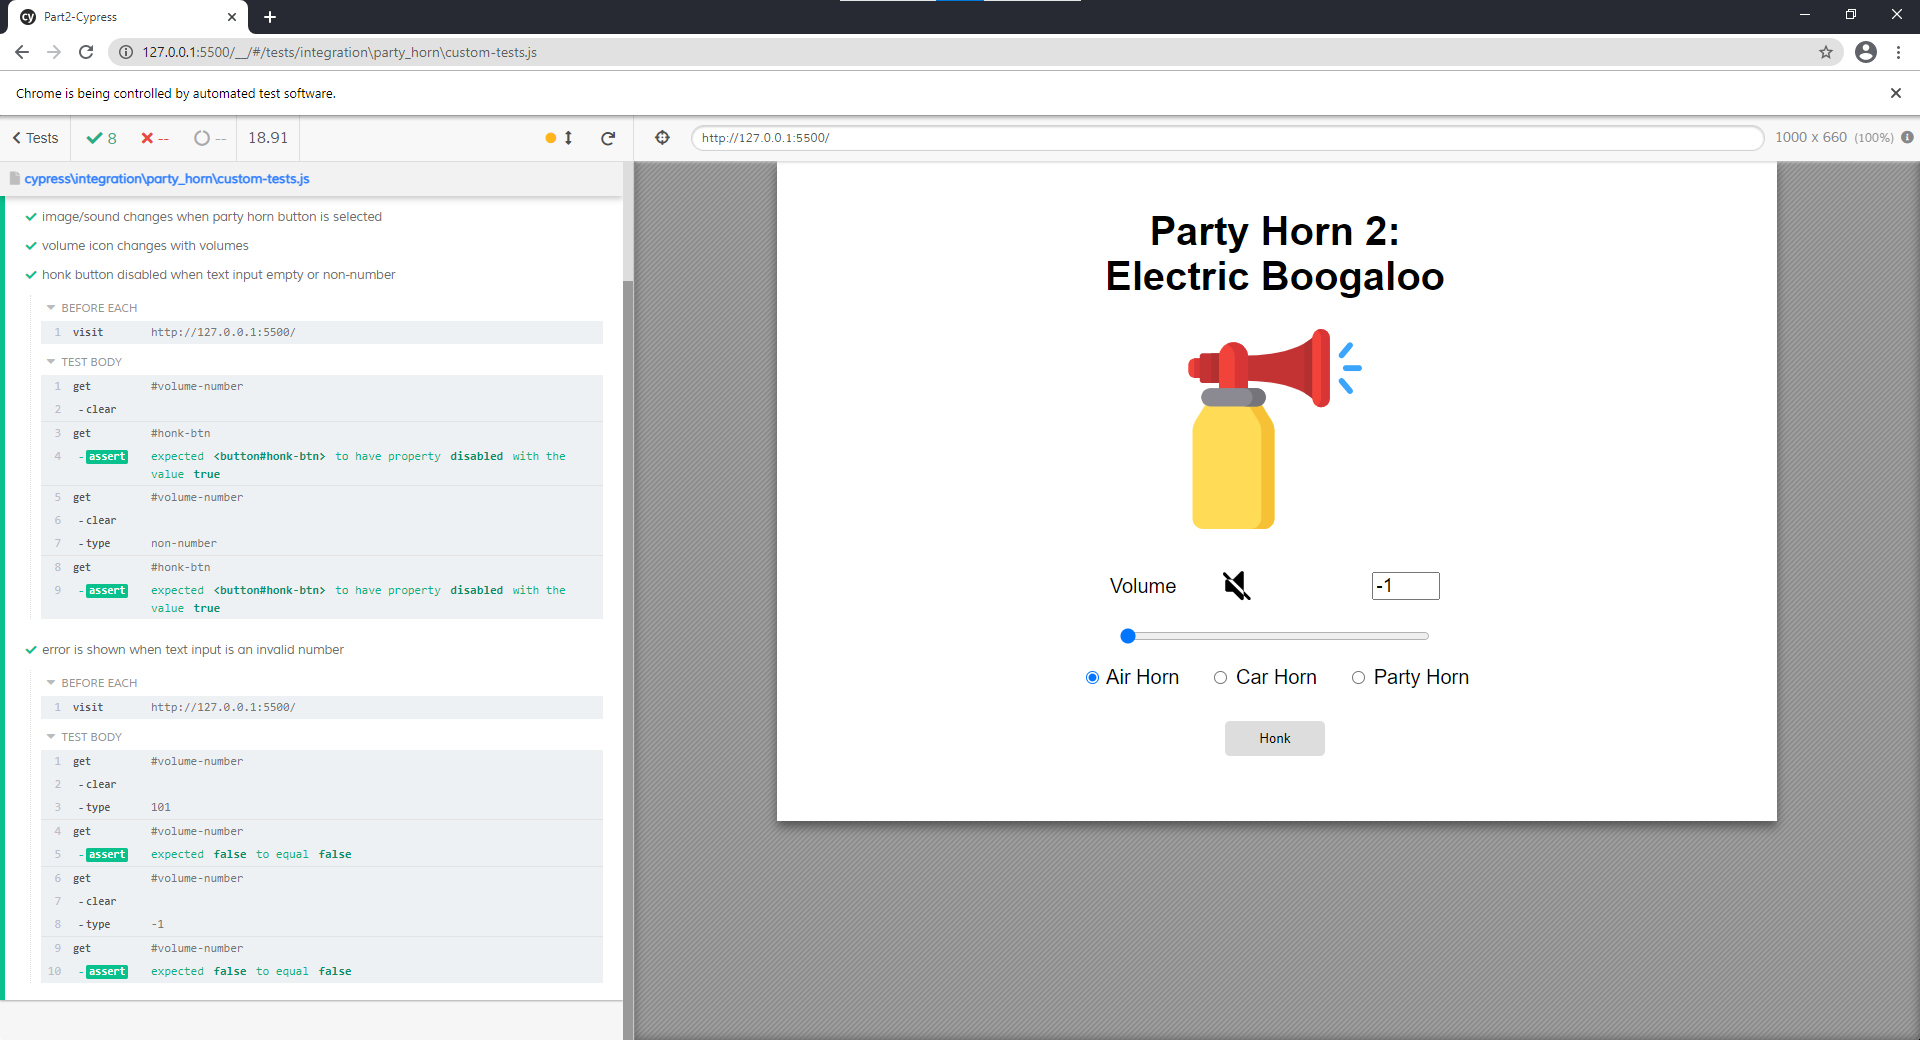 Part2-Cypress
127.0.0.1:5500/__/#/tests/integration\party_horn\custom-tests.js
Chrome is being controlled by automated test software.
Tests 8 -- -- 18.91
http://127.0.0.1:5500/ 1000 x 660 (100%)
cypress\integration\party_horn\custom-tests.js
image/sound changes when party horn button is selected
volume icon changes with volumes
honk button disabled when text input empty or non-number
BEFORE EACH
1 visit http://127.0.0.1:5500/
TEST BODY
1 get #volume-number
2 -clear
3 get #honk-btn
4 -assert expected <button#honk-btn> to have property disabled with the
value true
5 get #volume-number
6 -clear
7 -type non-number
8 get #honk-btn
9 -assert expected <button#honk-btn> to have property disabled with the
value true
error is shown when text input is an invalid number
BEFORE EACH
1 visit http://127.0.0.1:5500/
TEST BODY
1 get #volume-number
2 -clear
3 -type 101
4 get #volume-number
5 -assert expected false to equal false
6 get #volume-number
7 -clear
8 -type -1
9 get #volume-number
10 -assert expected false to equal false
Party Horn 2:
Electric Boogaloo
Volume -1
Air Horn Car Horn Party Horn
Honk